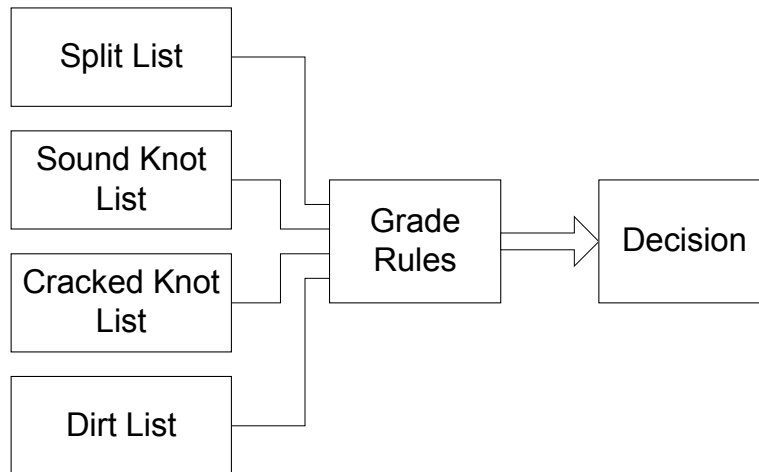 Split List
Sound Knot
List
Cracked Knot
List
Dirt List
Grade
Rules
Decision